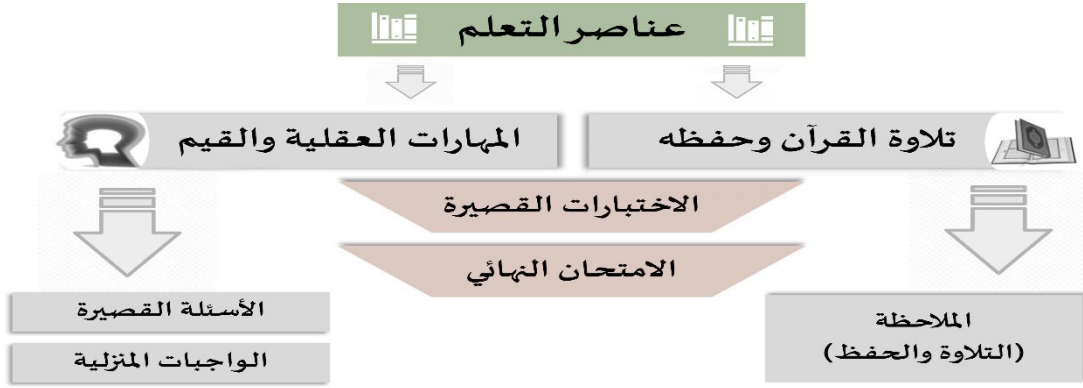 عناصر التعلم
تلاوة القرآن وحفظه
المهارات العقلية والقيم
الاختبارات القصيرة
الامتحان النهائي
الملاحظة
(التلاوة والحفظ)
الأسئلة القصيرة
الواجبات المنزلية